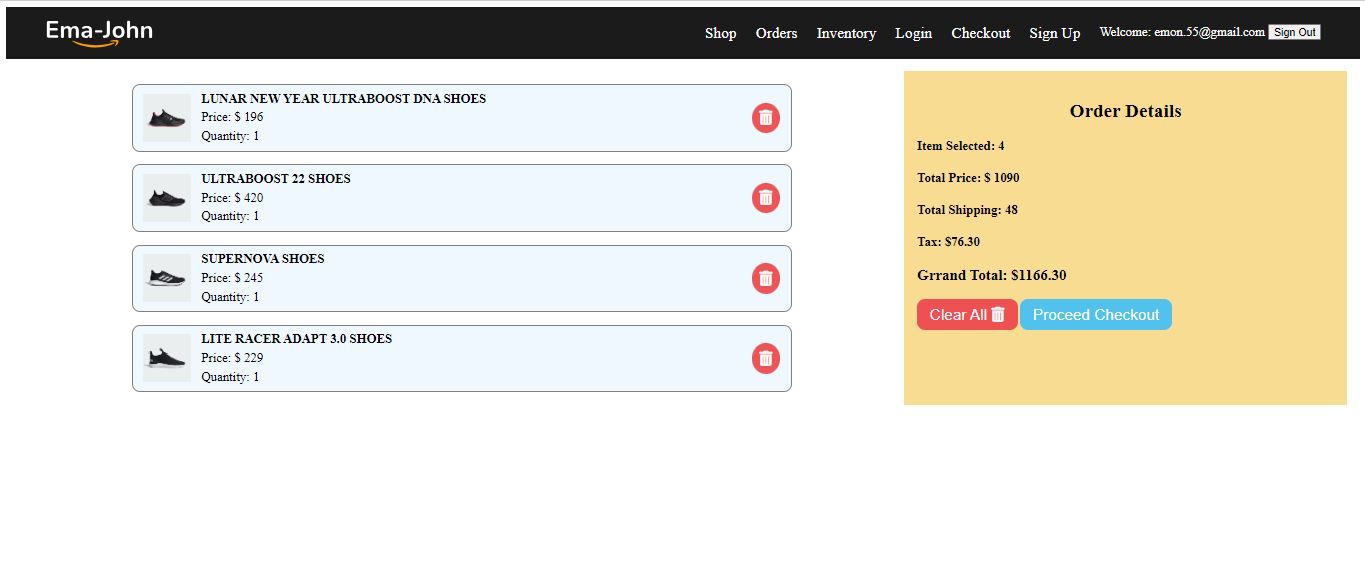 Ema-John
Shop Orders Inventory Login Checkout Sign Up Welcome: emon.55@gmail.com Sign Out
LUNAR NEW YEAR ULTRABOOST DNA SHOES
Price: $ 196
Quantity: 1
ULTRABOOST 22 SHOES
Price: $ 420
Quantity: 1
SUPERNOVA SHOES
Price: $ 245
Quantity: 1
LITE RACER ADAPT 3.0 SHOES
Price: $ 229
Quantity: 1
Order Details
Item Selected: 4
Total Price: $ 1090
Total Shipping: 48
Tax: $76.30
Grrand Total: $1166.30
Clear All Proceed Checkout